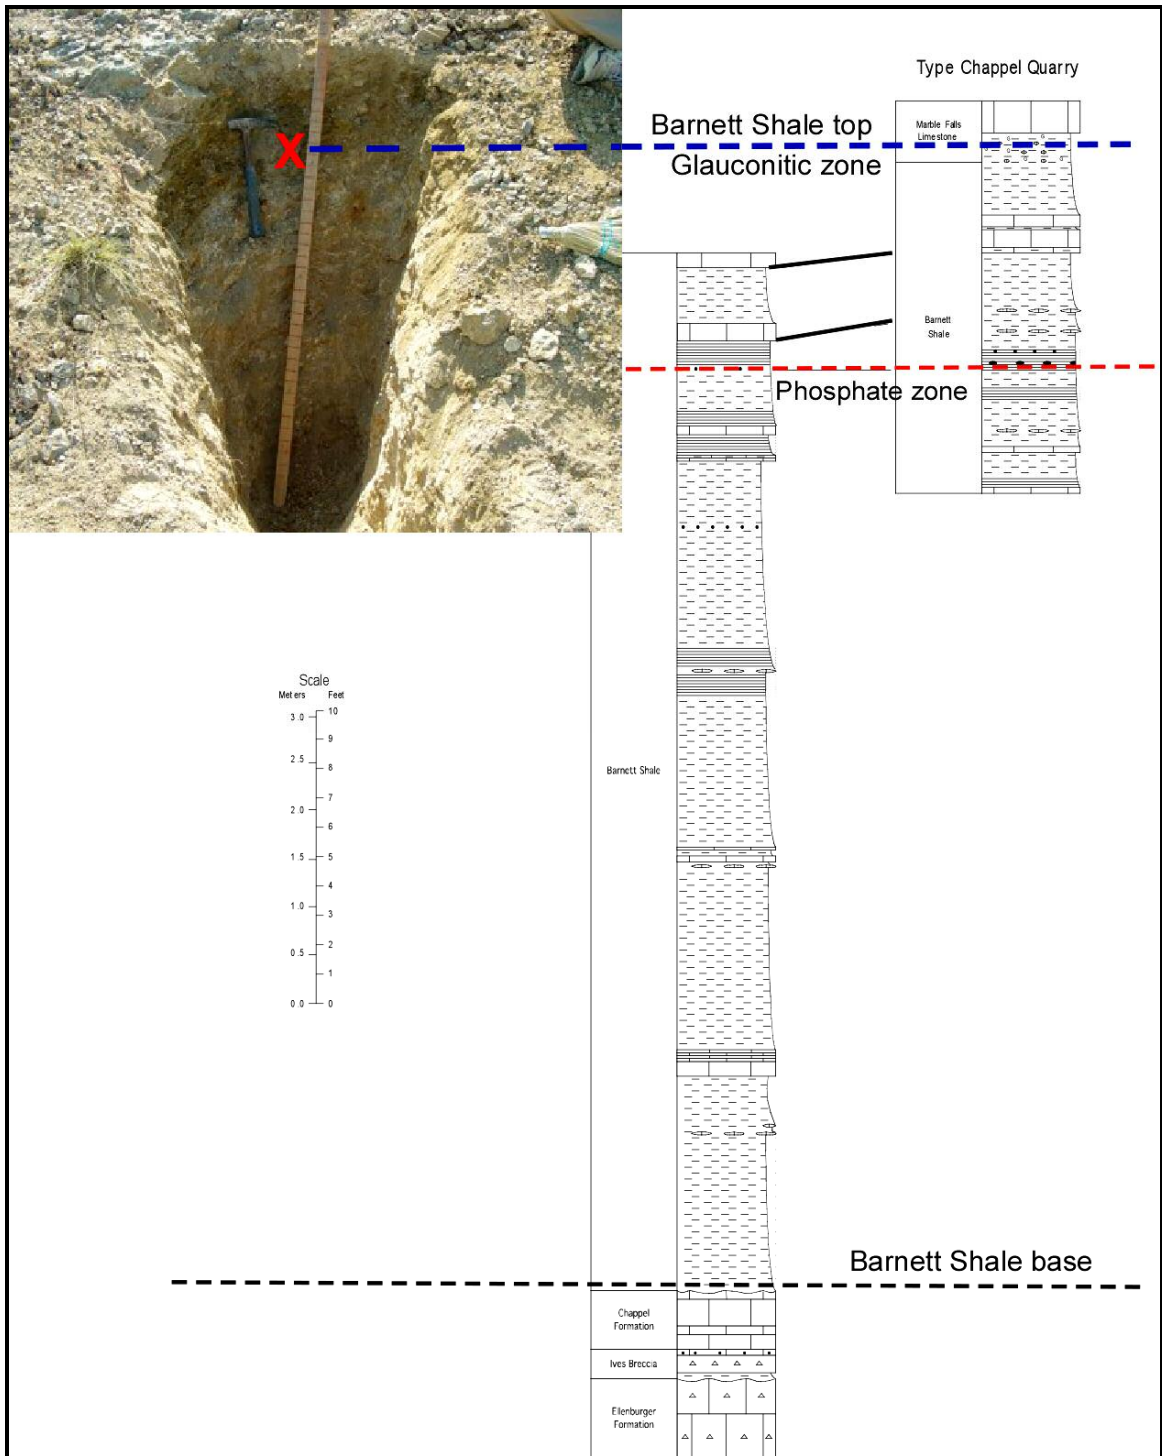 Type Chappel Quarry
Marble Falls
Limestone
Barnett Shale top
Glauconitic zone
X
Barnett
Shale
Phosphate zone
Scale
Meters Feet
3.0 10
9
2.5
8
7
2.0
6
1.5 5
4
1.0
3
0.5 2
1
0.0 0
Barnett Shale
Barnett Shale base
Chappel
Formation
Ives Breccia
Ellenburger
Formation